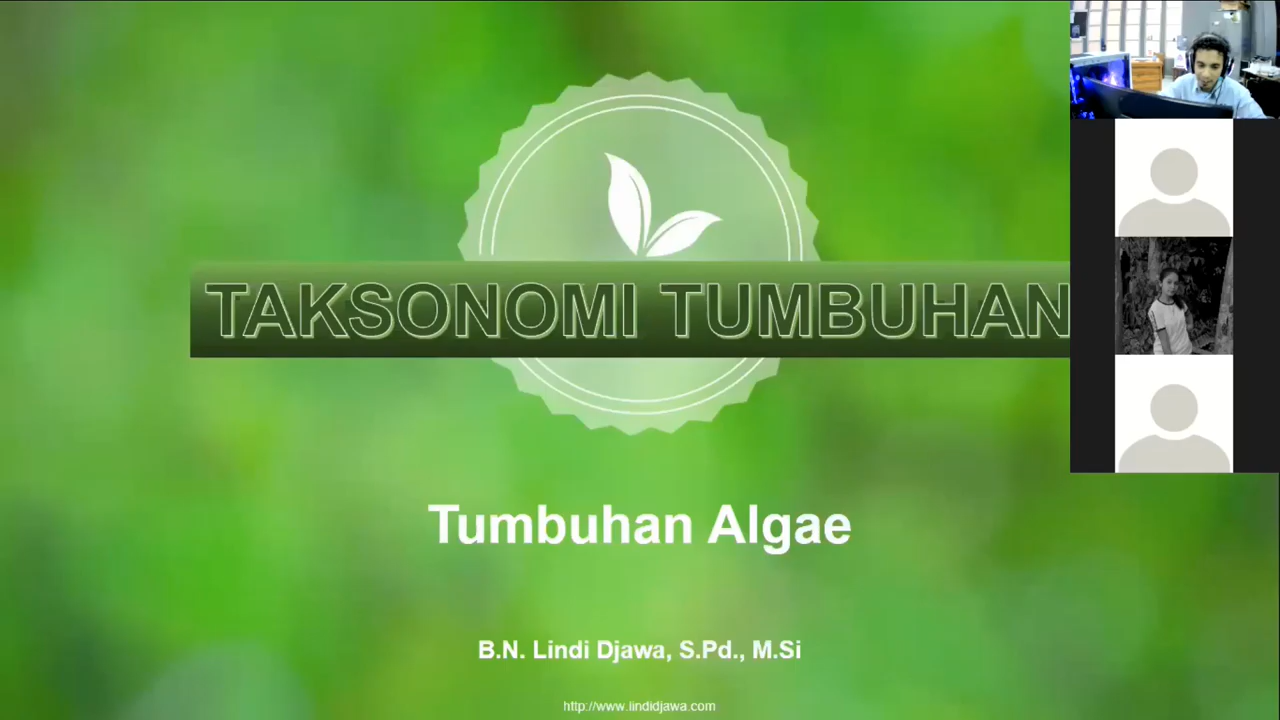 TAKSONOMI TUMBUHAN
Tumbuhan Algae
B.N. Lindi Djawa, S.Pd., M.Si
http://www.lindidjawa.com